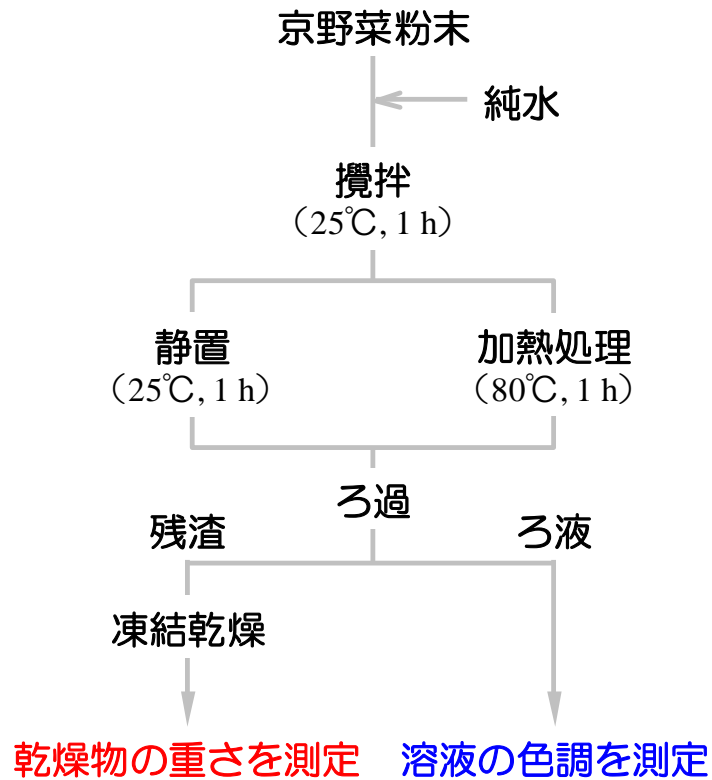 京野菜粉末
純水
攪拌
（25℃, 1 h）
静置
（25℃, 1 h）
加熱処理
（80℃, 1 h）
ろ過
残渣
ろ液
凍結乾燥
乾燥物の重さを測定
溶液の色調を測定